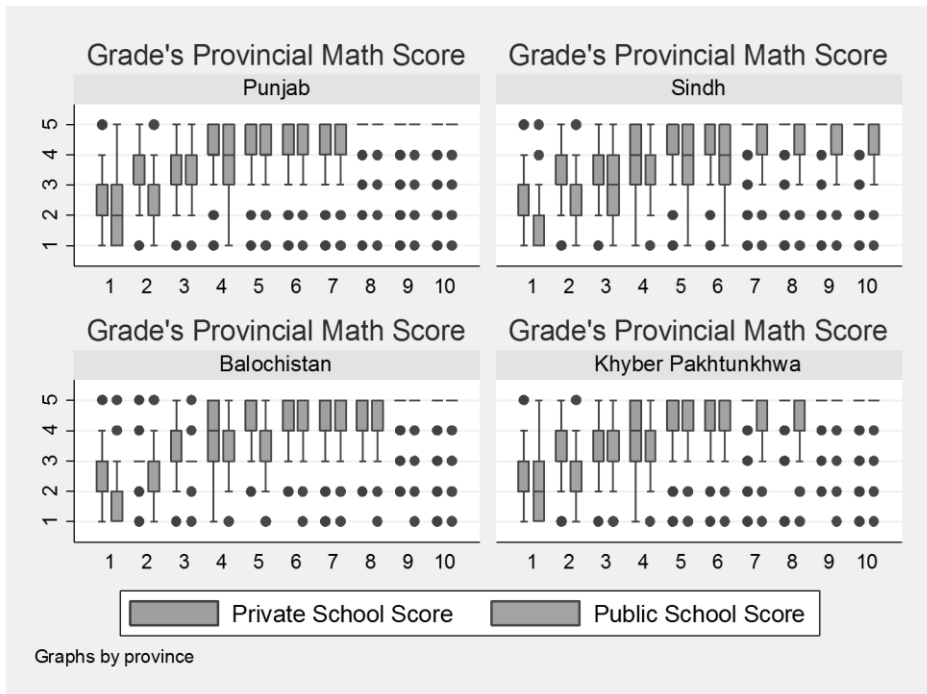 Grade's Provincial Math Score
Punjab
5
4
3
2
1
1 2 3 4 5 6 7 8 9 10
Grade's Provincial Math Score
Sindh
1 2 3 4 5 6 7 8 9 10
Grade's Provincial Math Score
Balochistan
5
4
3
2
1
1 2 3 4 5 6 7 8 9 10
Grade's Provincial Math Score
Khyber Pakhtunkhwa
1 2 3 4 5 6 7 8 9 10
Private School Score Public School Score
Graphs by province